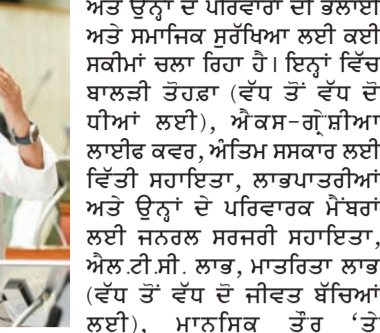 ਅਤੇ ਉਨ੍ਹਾਂ ਦੇ ਪਰਿਵਾਰਾਂ ਦੀ ਭਲਾਈ
ਅਤੇ ਸਮਾਜਿਕ ਸੁਰੱਖਿਆ ਲਈ ਕਈ
ਸਕੀਮਾਂ ਚਲਾ ਰਿਹਾ ਹੈ। ਇਨ੍ਹਾਂ ਵਿੱਚ
ਬਾਲੜੀ ਤੋਹਫ਼ਾ (ਵੱਧ ਤੋਂ ਵੱਧ ਦੋ
ਧੀਆਂ ਲਈ), ਐਕਸ-ਗ੍ਰੇਸ਼ੀਆ
ਲਾਈਫ ਕਵਰ, ਅੰਤਿਮ ਸਸਕਾਰ ਲਈ
ਵਿੱਤੀ ਸਹਾਇਤਾ, ਲਾਭਪਾਤਰੀਆਂ
ਅਤੇ ਉਨ੍ਹਾਂ ਦੇ ਪਰਿਵਾਰਕ ਮੈਂਬਰਾਂ
ਲਈ ਜਨਰਲ ਸਰਜਰੀ ਸਹਾਇਤਾ,
ਐਲ.ਟੀ.ਸੀ. ਲਾਭ, ਮਾਤਰਿਤਾ ਲਾਭ
(ਵੱਧ ਤੋਂ ਵੱਧ ਦੋ ਜੀਵਤ ਬੱਚਿਆਂ
ਲਈ), ਮਾਨਸਿਕ ਤੌਰ ‘ਤੇ